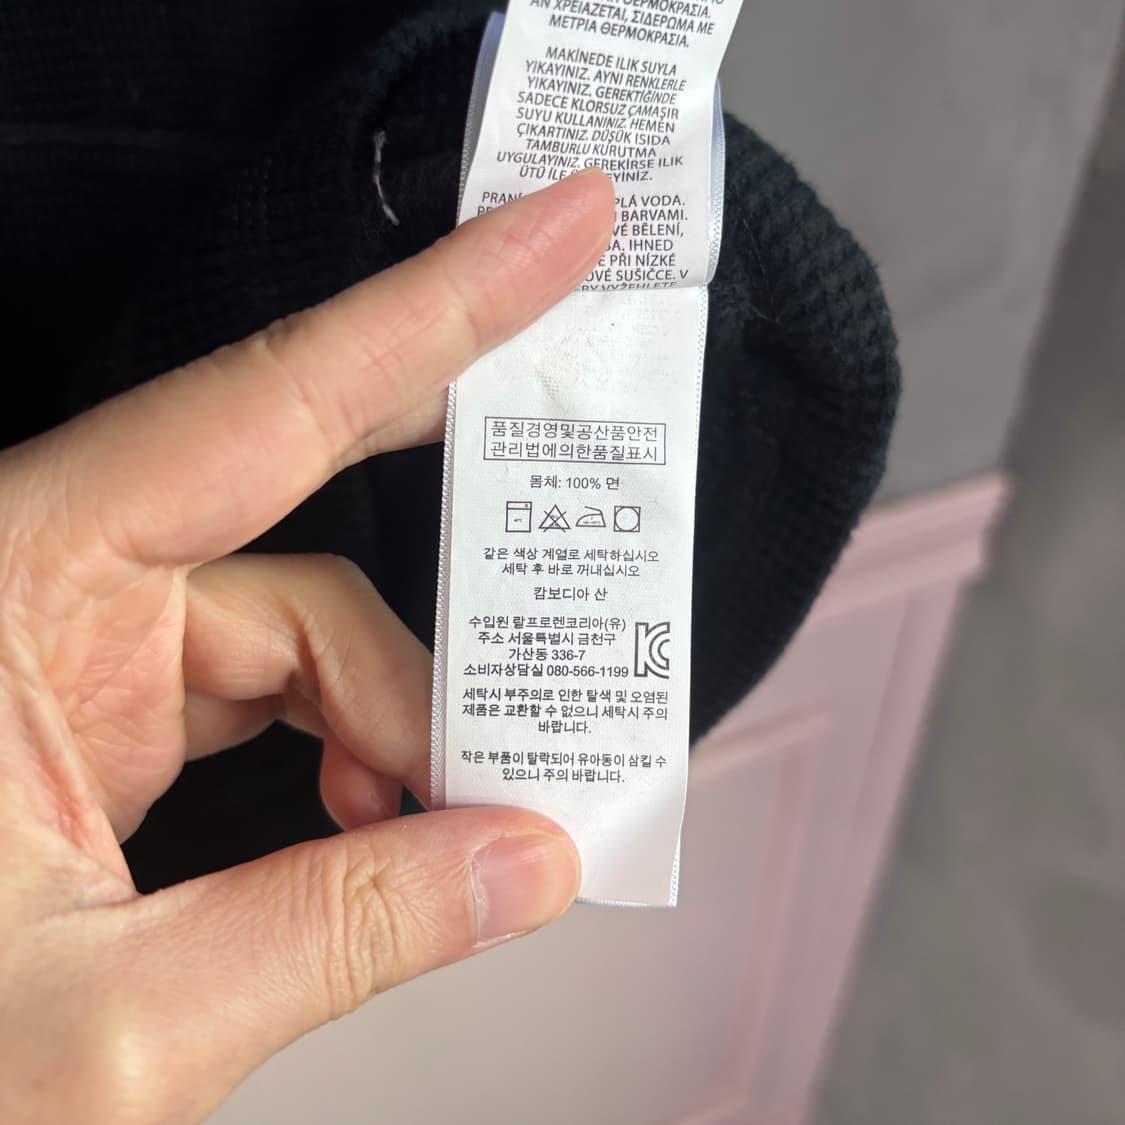 ΘΕΡΜΟΚΡΑΣΙΑ.
ΑΝ ΧΡΕΙΑΖΕΤΑΙ, ΣΙΔΕΡΩΜΑ ΜΕ
ΜΕΤΡΙΑ ΘΕΡΜΟΚΡΑΣΙΑ.
MAKİNEDE ILIK SUYLA
YIKAYINIZ. AYNI RENKLERLE
YIKAYINIZ. GEREKTİĞİNDE
SADECE KLORSUZ ÇAMAŞIR
SUYU KULLANINIZ. HEMEN
ÇIKARTINIZ. DÜŞÜK ISIDA
TAMBURLU KURUTMA
UYGULAYINIZ. GEREKİRSE ILIK
ÜTÜ İLE
PLÁ VODA.
BARVAMI.
VÉ BĚLENÍ,
IHNED
PŘI NÍZKÉ
OVÉ SUŠIČCE. V
VYŽEHLETE
품질경영및공산품안전
관리법에의한품질표시
몸체: 100% 면
같은 색상 계열로 세탁하십시오
세탁 후 바로 꺼내십시오
캄보디아 산
수입원 랄프로렌코리아(유)
주소 서울특별시 금천구
가산동 336-7
소비자상담실 080-566-1199
세탁시 부주의로 인한 탈색 및 오염된
제품은 교환할 수 없으니 세탁시 주의
바랍니다.
작은 부품이 탈락되어 유아동이 삼킬 수
있으니 주의 바랍니다.